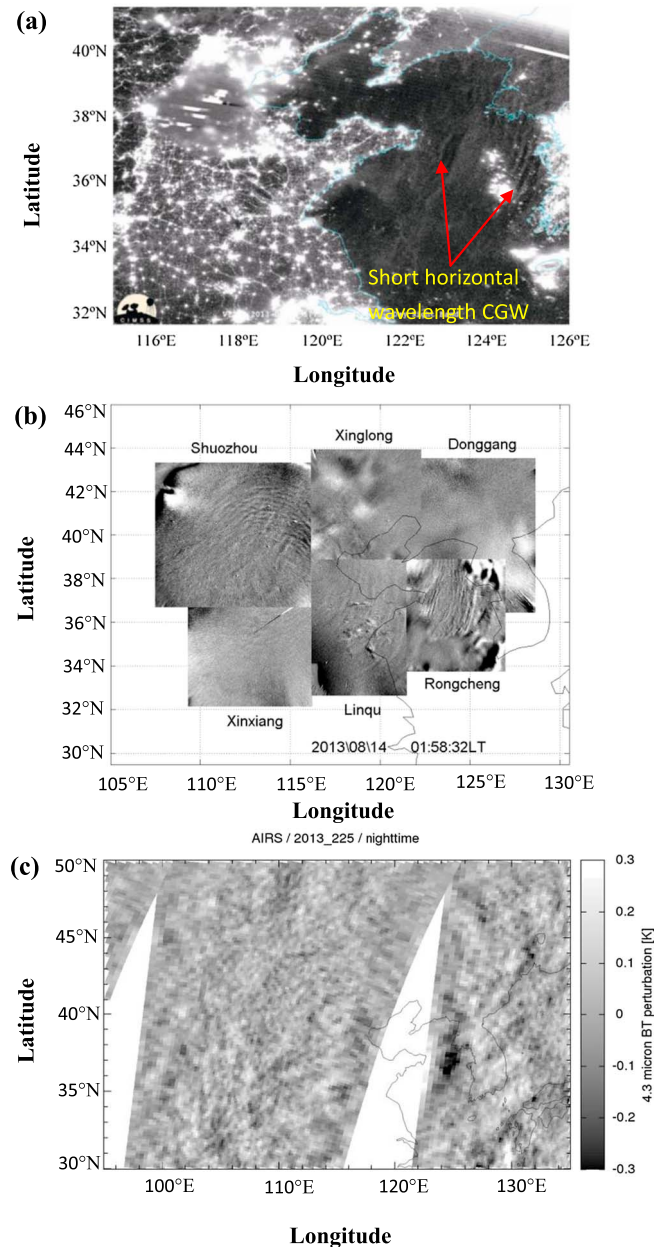 (a)
Latitude
40°N
38°N
36°N
34°N
32°N
Short horizontal
wavelength CGW
CIMSS
116°E
118°E
120°E
122°E
124°E
126°E
Longitude
(b)
Latitude
46°N
44°N
42°N
40°N
38°N
36°N
34°N
32°N
30°N
Shuozhou
Xinglong
Donggang
Xinxiang
Linqu
Rongcheng
2013\08\14 01:58:32LT
105°E
110°E
115°E
120°E
125°E
130°E
Longitude
AIRS / 2013_225 / nighttime
(c)
Latitude
50°N
45°N
40°N
35°N
30°N
0.3
0.2
0.1
0
-0.1
-0.2
-0.3
4.3 micron BT perturbation [K]
100°E
110°E
120°E
130°E
Longitude